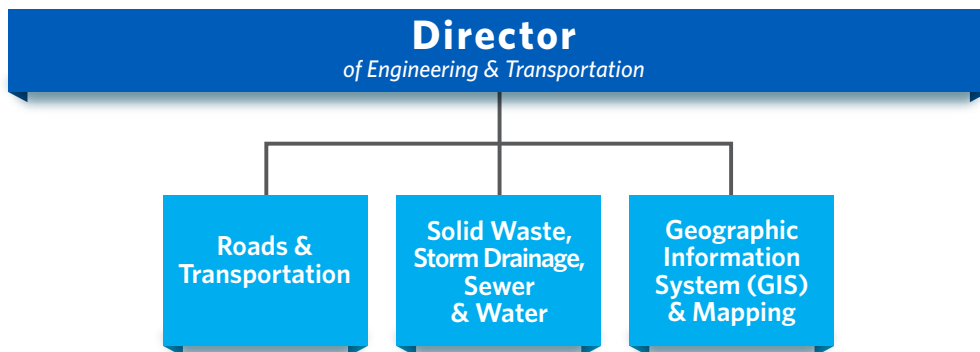 Director
of Engineering & Transportation
Roads &
Transportation
Solid Waste,
Storm Drainage,
Sewer
& Water
Geographic
Information
System (GIS)
& Mapping